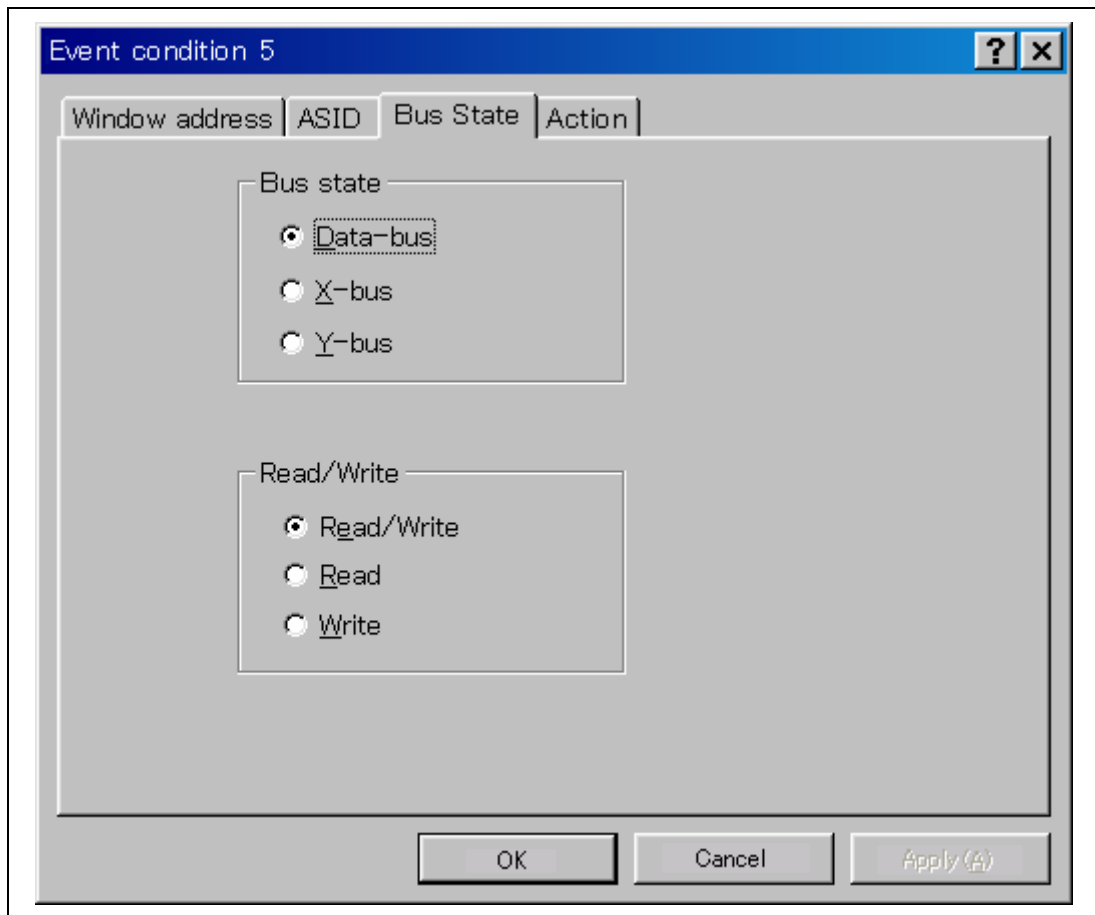 Event condition 5
Window address ASID Bus State Action
Bus state
Data-bus
X-bus
Y-bus
Read/Write
Read/Write
Read
Write
OK Cancel Apply(A)